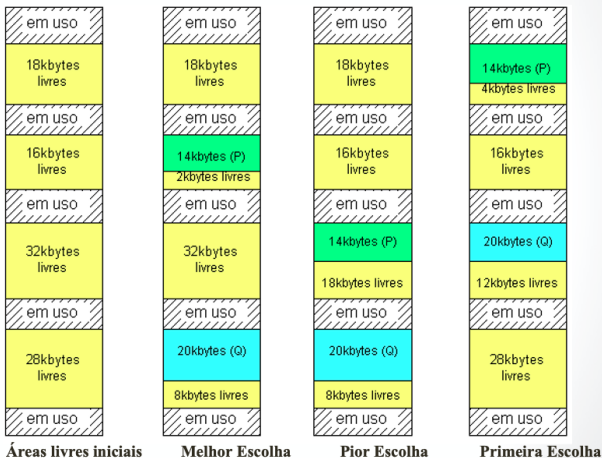 em uso
18kbytes
livres
em uso
16kbytes
livres
em uso
32kbytes
livres
em uso
28kbytes
livres
em uso
Áreas livres iniciais
em uso
18kbytes
livres
em uso
14kbytes (P)
2kbytes livres
em uso
32kbytes
livres
em uso
20kbytes (Q)
8kbytes livres
em uso
Melhor Escolha
em uso
18kbytes
livres
em uso
16kbytes
livres
em uso
14kbytes (P)
18kbytes livres
em uso
20kbytes (Q)
8kbytes livres
em uso
Pior Escolha
em uso
14kbytes (P)
4kbytes livres
em uso
16kbytes
livres
em uso
20kbytes (Q)
12kbytes livres
em uso
28kbytes
livres
em uso
Primeira Escolha